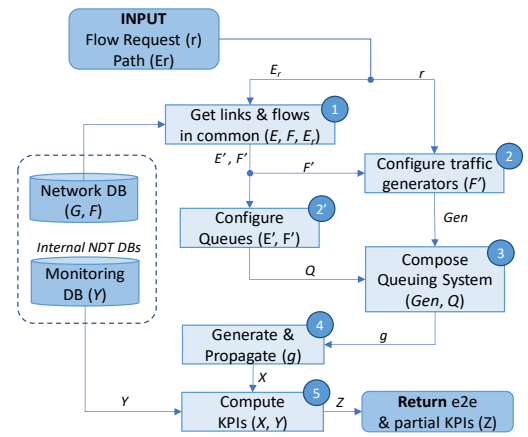 INPUT
Flow Request (r)
Path (Er)
E_r
r
1
Get links & flows
in common (E, F, E_r)
E' , F'
F'
2
Configure traffic
generators (F')
Network DB
(G, F)
2'
Configure
Queues (E', F')
Gen
Internal NDT DBs
Monitoring
DB (Y)
Q
3
Compose
Queuing System
(Gen, Q)
4
Generate &
Propagate (g)
g
X
Y
5
Compute
KPIs (X, Y)
Z
Return e2e
& partial KPIs (Z)